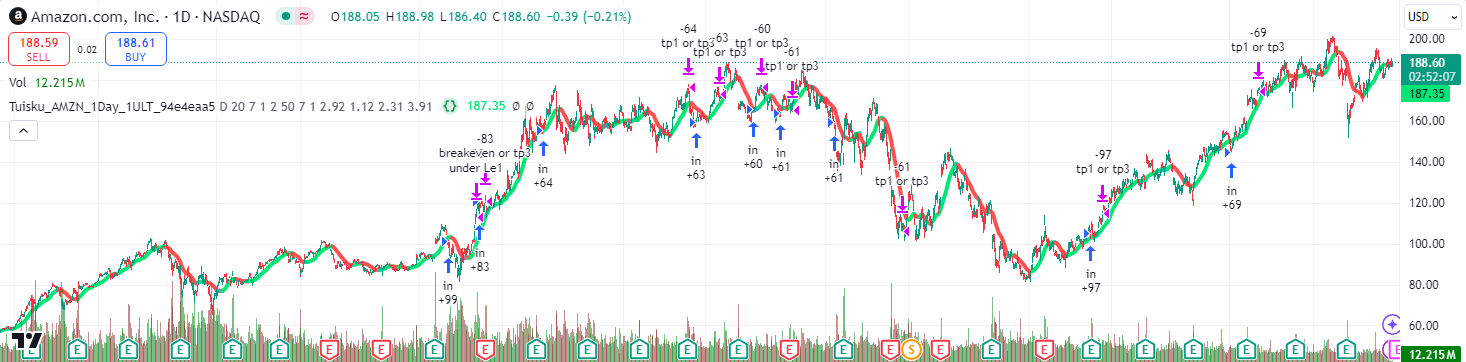 a Amazon.com, Inc. · 1D · NASDAQ O188.05 H188.98 L186.40 C188.60 −0.39 (−0.21%)
USD
188.59
SELL
0.02
188.61
BUY
Vol 12.215M
Tuisku_AMZN_1Day_1ULT_94e4eaa5 D 20 7 1 2 50 7 1 2.92 1.12 2.31 3.91 {} 187.35 Ø Ø
-64
tp1 or tp3
-63
tp1 or tp3
-60
tp1 or tp3
-61
tp1 or tp3
-69
tp1 or tp3
-83
breakeven or tp3
under Le1
in
+99
in
+83
in
+64
in
+63
in
+60
in
+61
in
+61
-61
tp1 or tp3
-97
tp1 or tp3
in
+97
in
+69
200.00
188.60
02:52:07
187.35
160.00
140.00
120.00
100.00
80.00
60.00
12.215M
E E E E E E E E E E E E E E E E E E S E E E E E E E E E